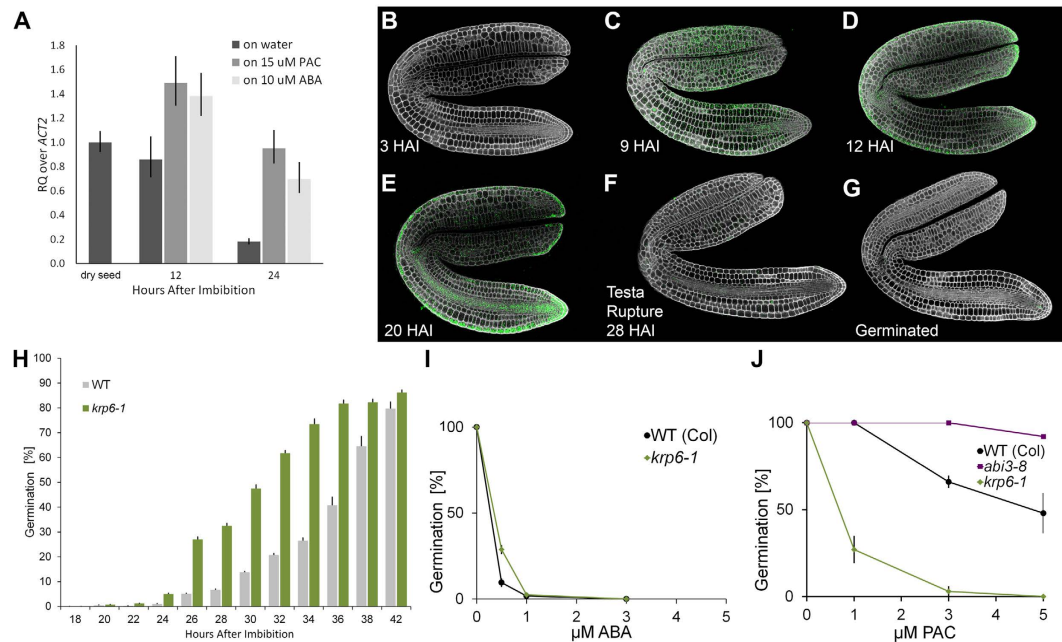 A
1.8
1.6
1.4
1.2
1.0
0.8
0.6
0.4
0.2
0.0
RQ over ACT2
on water
on 15 uM PAC
on 10 uM ABA
dry seed 12 24
Hours After Imbibition
B
3 HAI
C
9 HAI
D
12 HAI
E
20 HAI
F
Testa
Rupture
28 HAI
G
Germinated
H
100
90
80
70
60
50
40
30
20
10
0
Germination [%]
WT
krp6-1
18 20 22 24 26 28 30 32 34 36 38 42
Hours After Imbibition
I
100
50
0
Germination [%]
WT (Col)
krp6-1
0 1 2 3 4 5
µM ABA
J
100
50
0
Germination [%]
WT (Col)
abi3-8
krp6-1
0 1 2 3 4 5
µM PAC